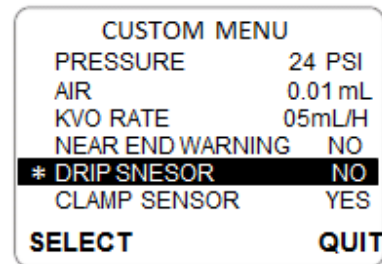 CUSTOM MENU
PRESSURE 24 PSI
AIR 0.01 mL
KVO RATE 05mL/H
NEAR END WARNING NO
* DRIP SNESOR NO
CLAMP SENSOR YES
SELECT QUIT